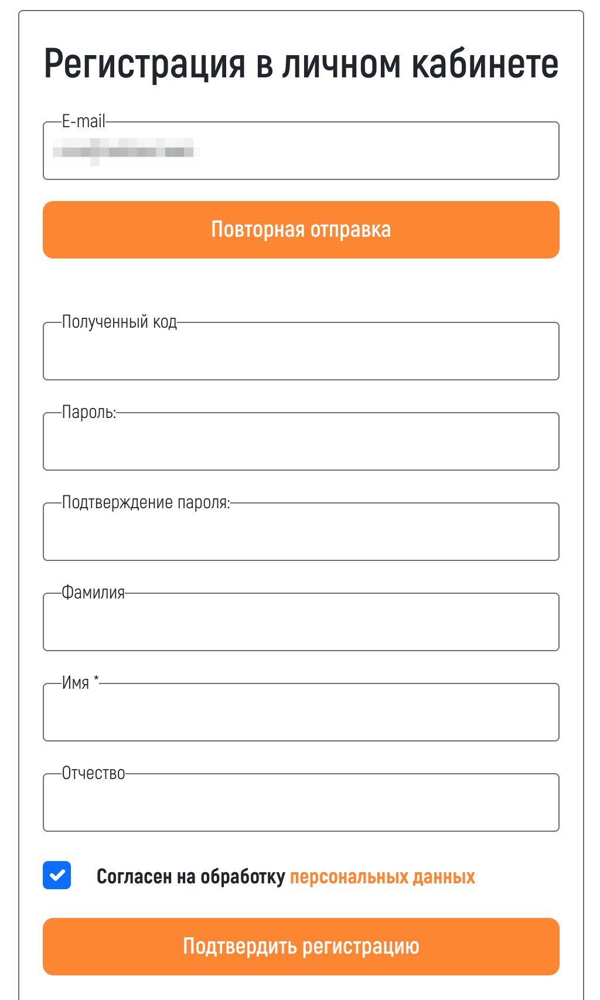 Регистрация в личном кабинете
E-mail
Повторная отправка
Полученный код
Пароль:
Подтверждение пароля:
Фамилия
Имя *
Отчество
Согласен на обработку персональных данных
Подтвердить регистрацию